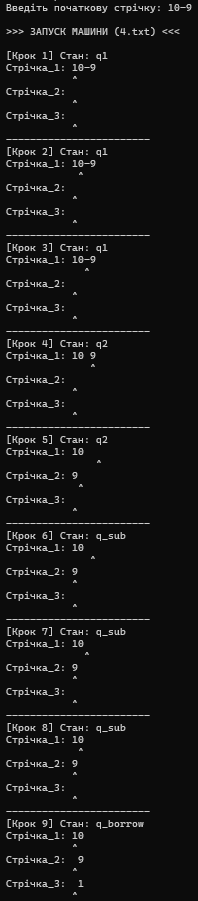 Введіть початкову стрічку: 10-9
>>> ЗАПУСК МАШИНИ (4.txt) <<<
[Крок 1] Стан: q1
Стрічка_1: 10-9
^
Стрічка_2:
^
Стрічка_3:
^
------------------------
[Крок 2] Стан: q1
Стрічка_1: 10-9
^
Стрічка_2:
^
Стрічка_3:
^
------------------------
[Крок 3] Стан: q1
Стрічка_1: 10-9
^
Стрічка_2:
^
Стрічка_3:
^
------------------------
[Крок 4] Стан: q2
Стрічка_1: 10 9
^
Стрічка_2:
^
Стрічка_3:
^
------------------------
[Крок 5] Стан: q2
Стрічка_1: 10
^
Стрічка_2: 9
^
Стрічка_3:
^
------------------------
[Крок 6] Стан: q_sub
Стрічка_1: 10
^
Стрічка_2: 9
^
Стрічка_3:
^
------------------------
[Крок 7] Стан: q_sub
Стрічка_1: 10
^
Стрічка_2: 9
^
Стрічка_3:
^
------------------------
[Крок 8] Стан: q_sub
Стрічка_1: 10
^
Стрічка_2: 9
^
Стрічка_3:
^
------------------------
[Крок 9] Стан: q_borrow
Стрічка_1: 10
^
Стрічка_2:  9
^
Стрічка_3:  1
^